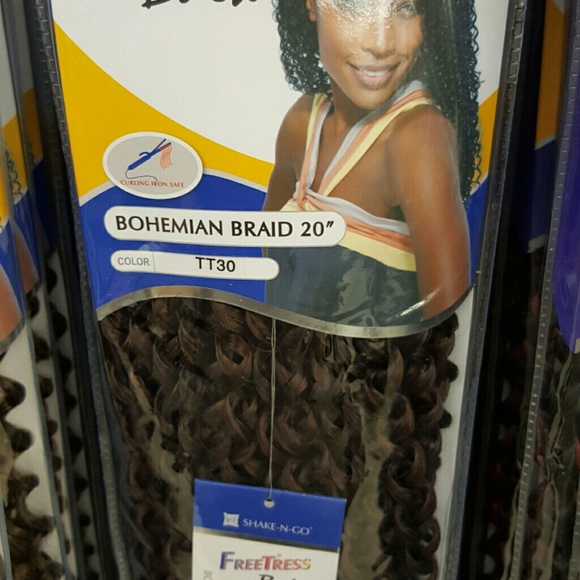 CURLING IRON SAFE
BOHEMIAN BRAID 20"
COLOR TT30
SHAKE-N-GO®
FREETRESS